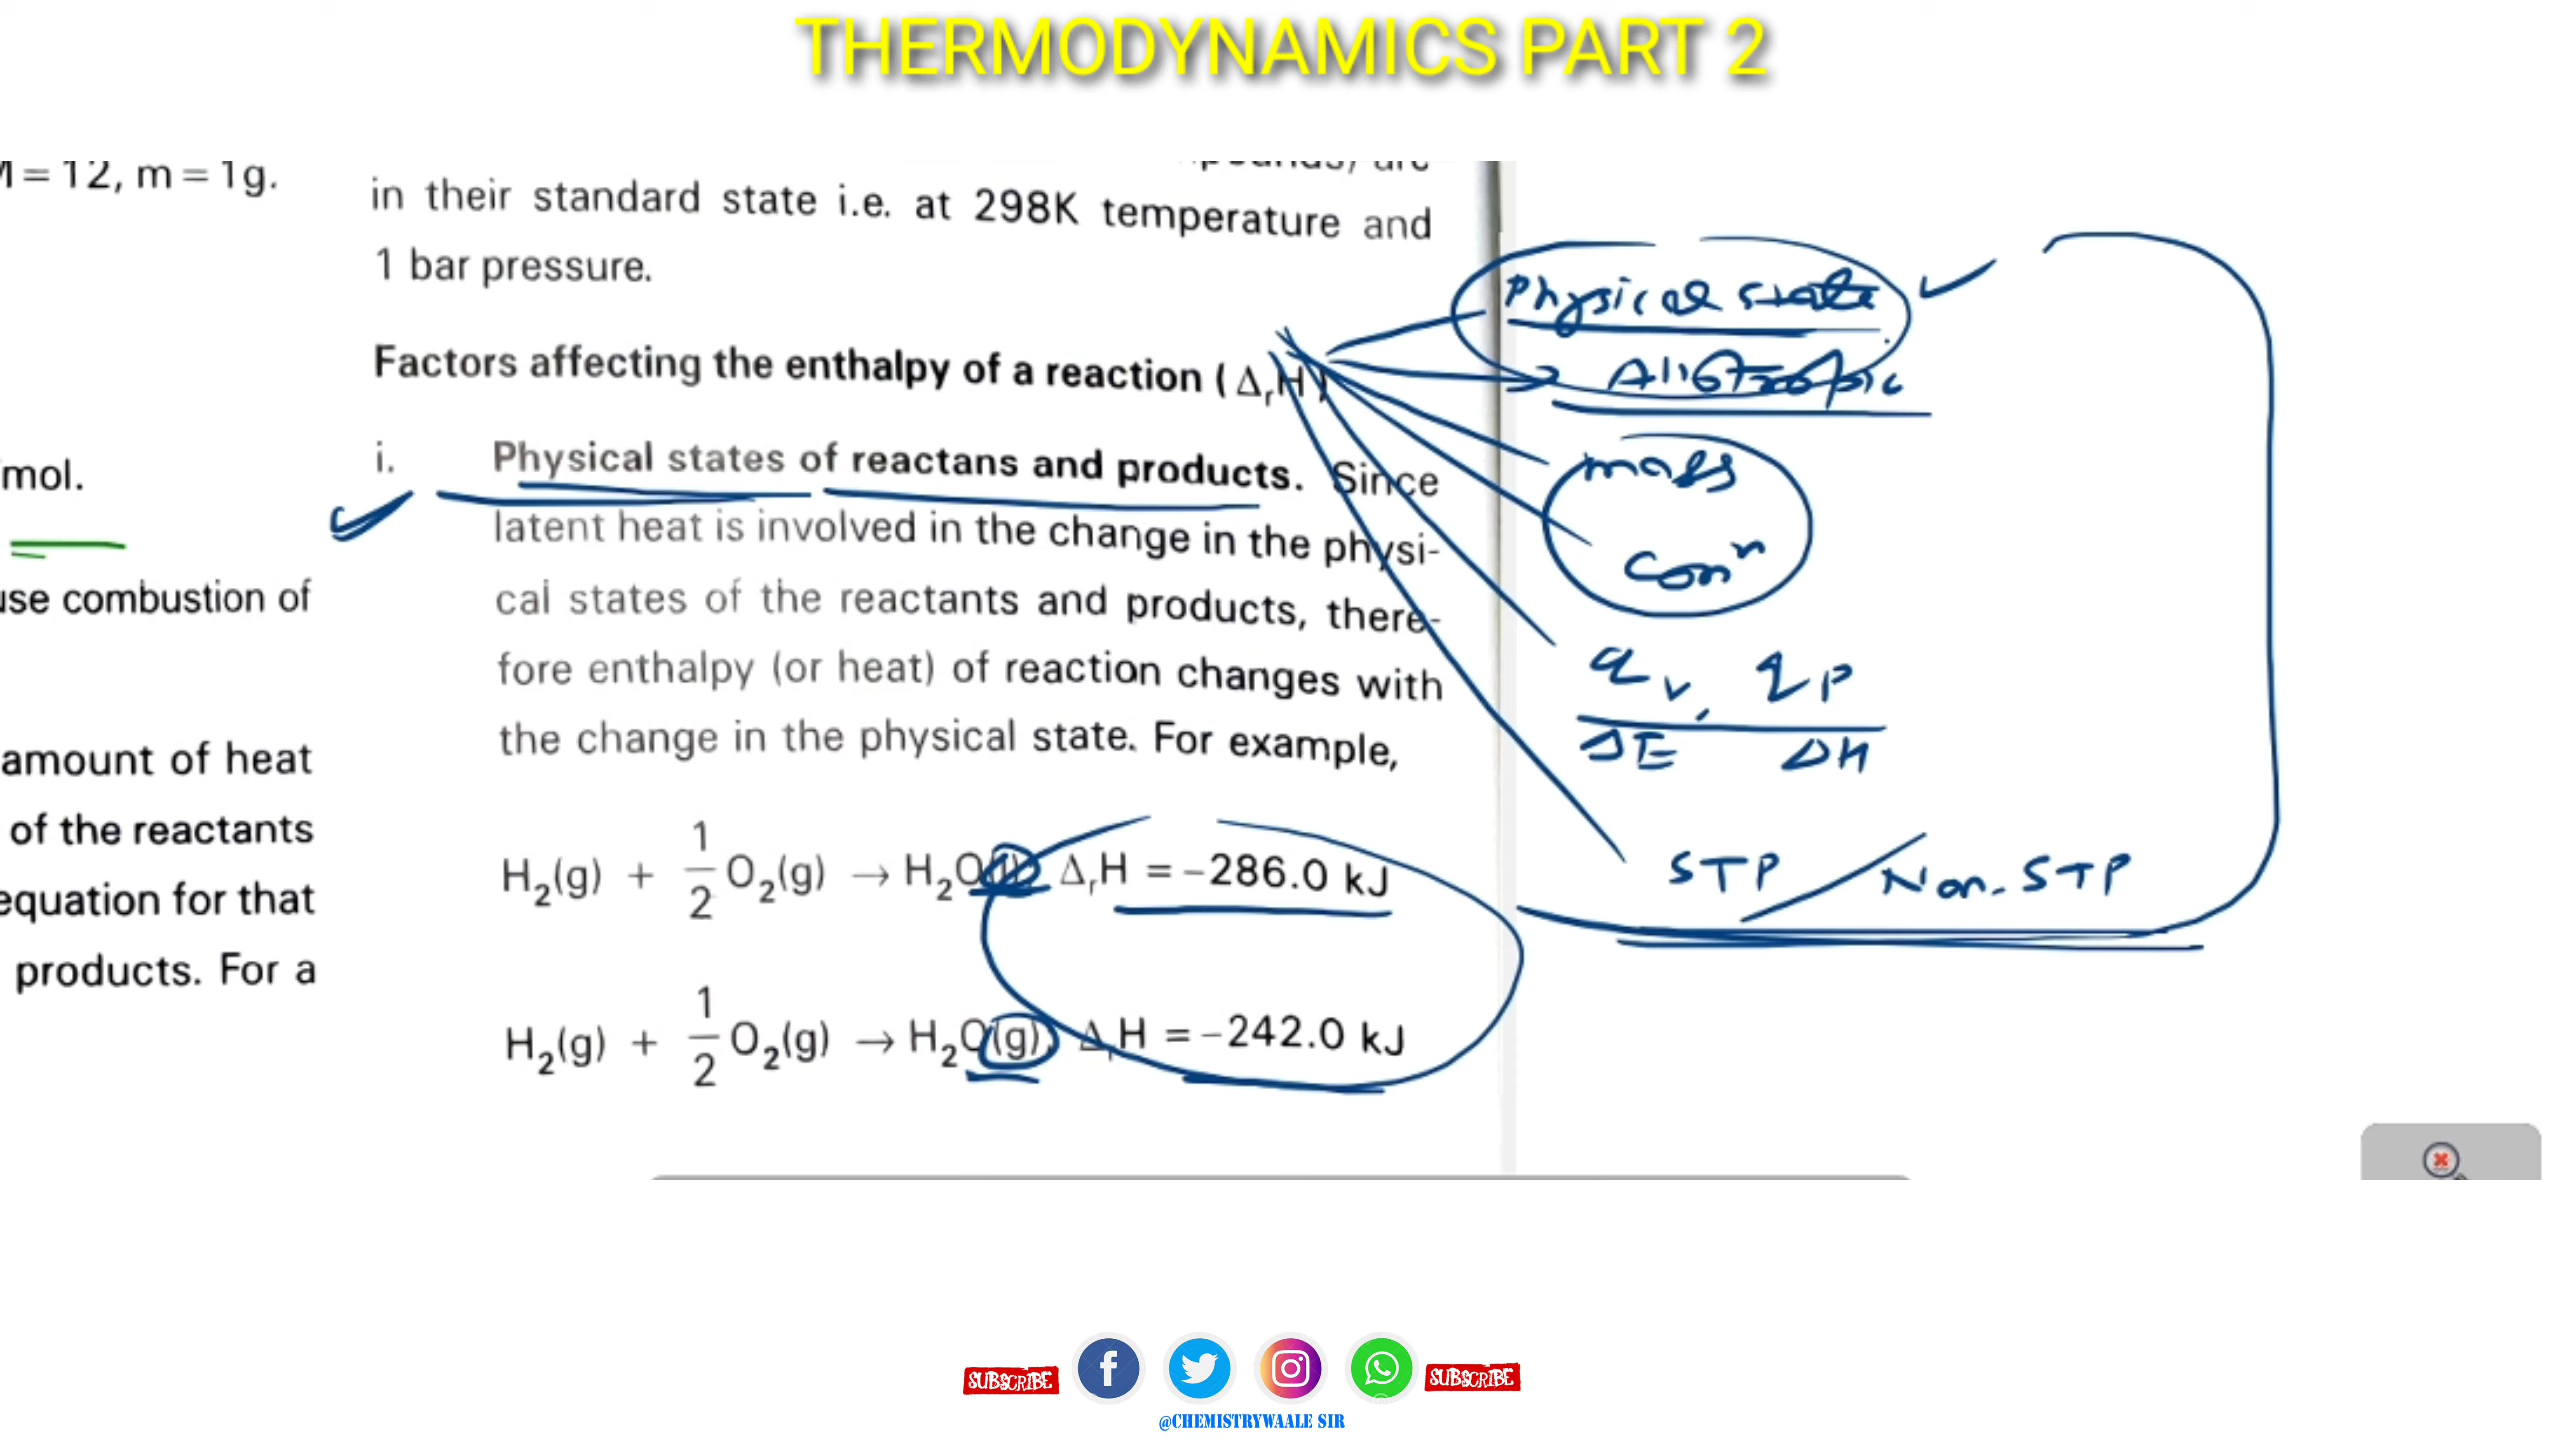 THERMODYNAMICS PART 2
= 12, m = 1g.
mol.
use combustion of
amount of heat
of the reactants
equation for that
products. For a
in their standard state i.e. at 298K temperature and
1 bar pressure.
Factors affecting the enthalpy of a reaction ( ΔᵣH)
i. Physical states of reactans and products. Since
latent heat is involved in the change in the physi-
cal states of the reactants and products, there-
fore enthalpy (or heat) of reaction changes with
the change in the physical state. For example,
H₂(g) + 1/2 O₂(g) → H₂O(l), ΔᵣH = −286.0 kJ
H₂(g) + 1/2 O₂(g) → H₂O(g), ΔᵣH = −242.0 kJ
Physical state
mass
Conⁿ
qv, qp
ΔE ΔH
STP / Non-STP
SUBSCRIBE
SUBSCRIBE
@CHEMISTRYWAALE SIR